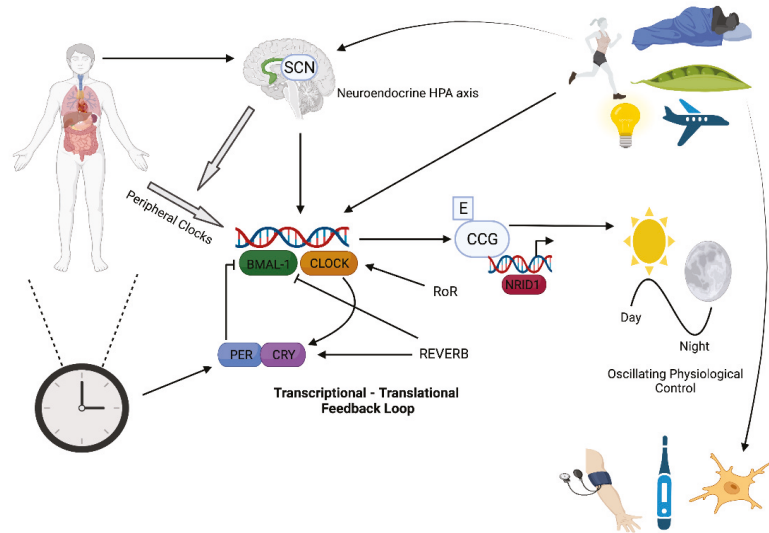 SCN
Neuroendocrine HPA axis
Peripheral Clocks
E
CCG
BMAL-1
CLOCK
NRID1
RoR
Day
Night
PER
CRY
REVERB
Oscillating Physiological
Control
Transcriptional - Translational
Feedback Loop